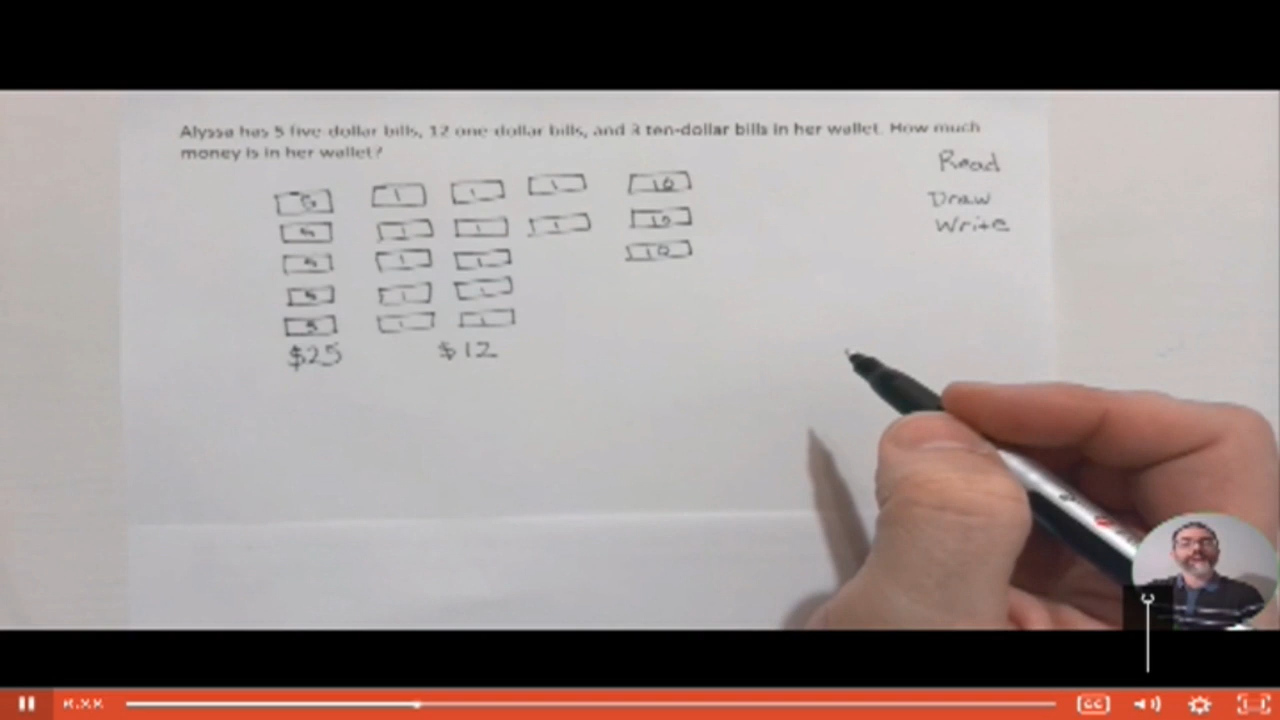 Alyssa has 5 five-dollar bills, 12 one-dollar bills, and 3 ten-dollar bills in her wallet. How much
money is in her wallet?
Read
Draw
Write
5 1 1 1 10
5 1 1 1 10
5 1 1 10
5 1 1
5 1 1
$25 $12
CC